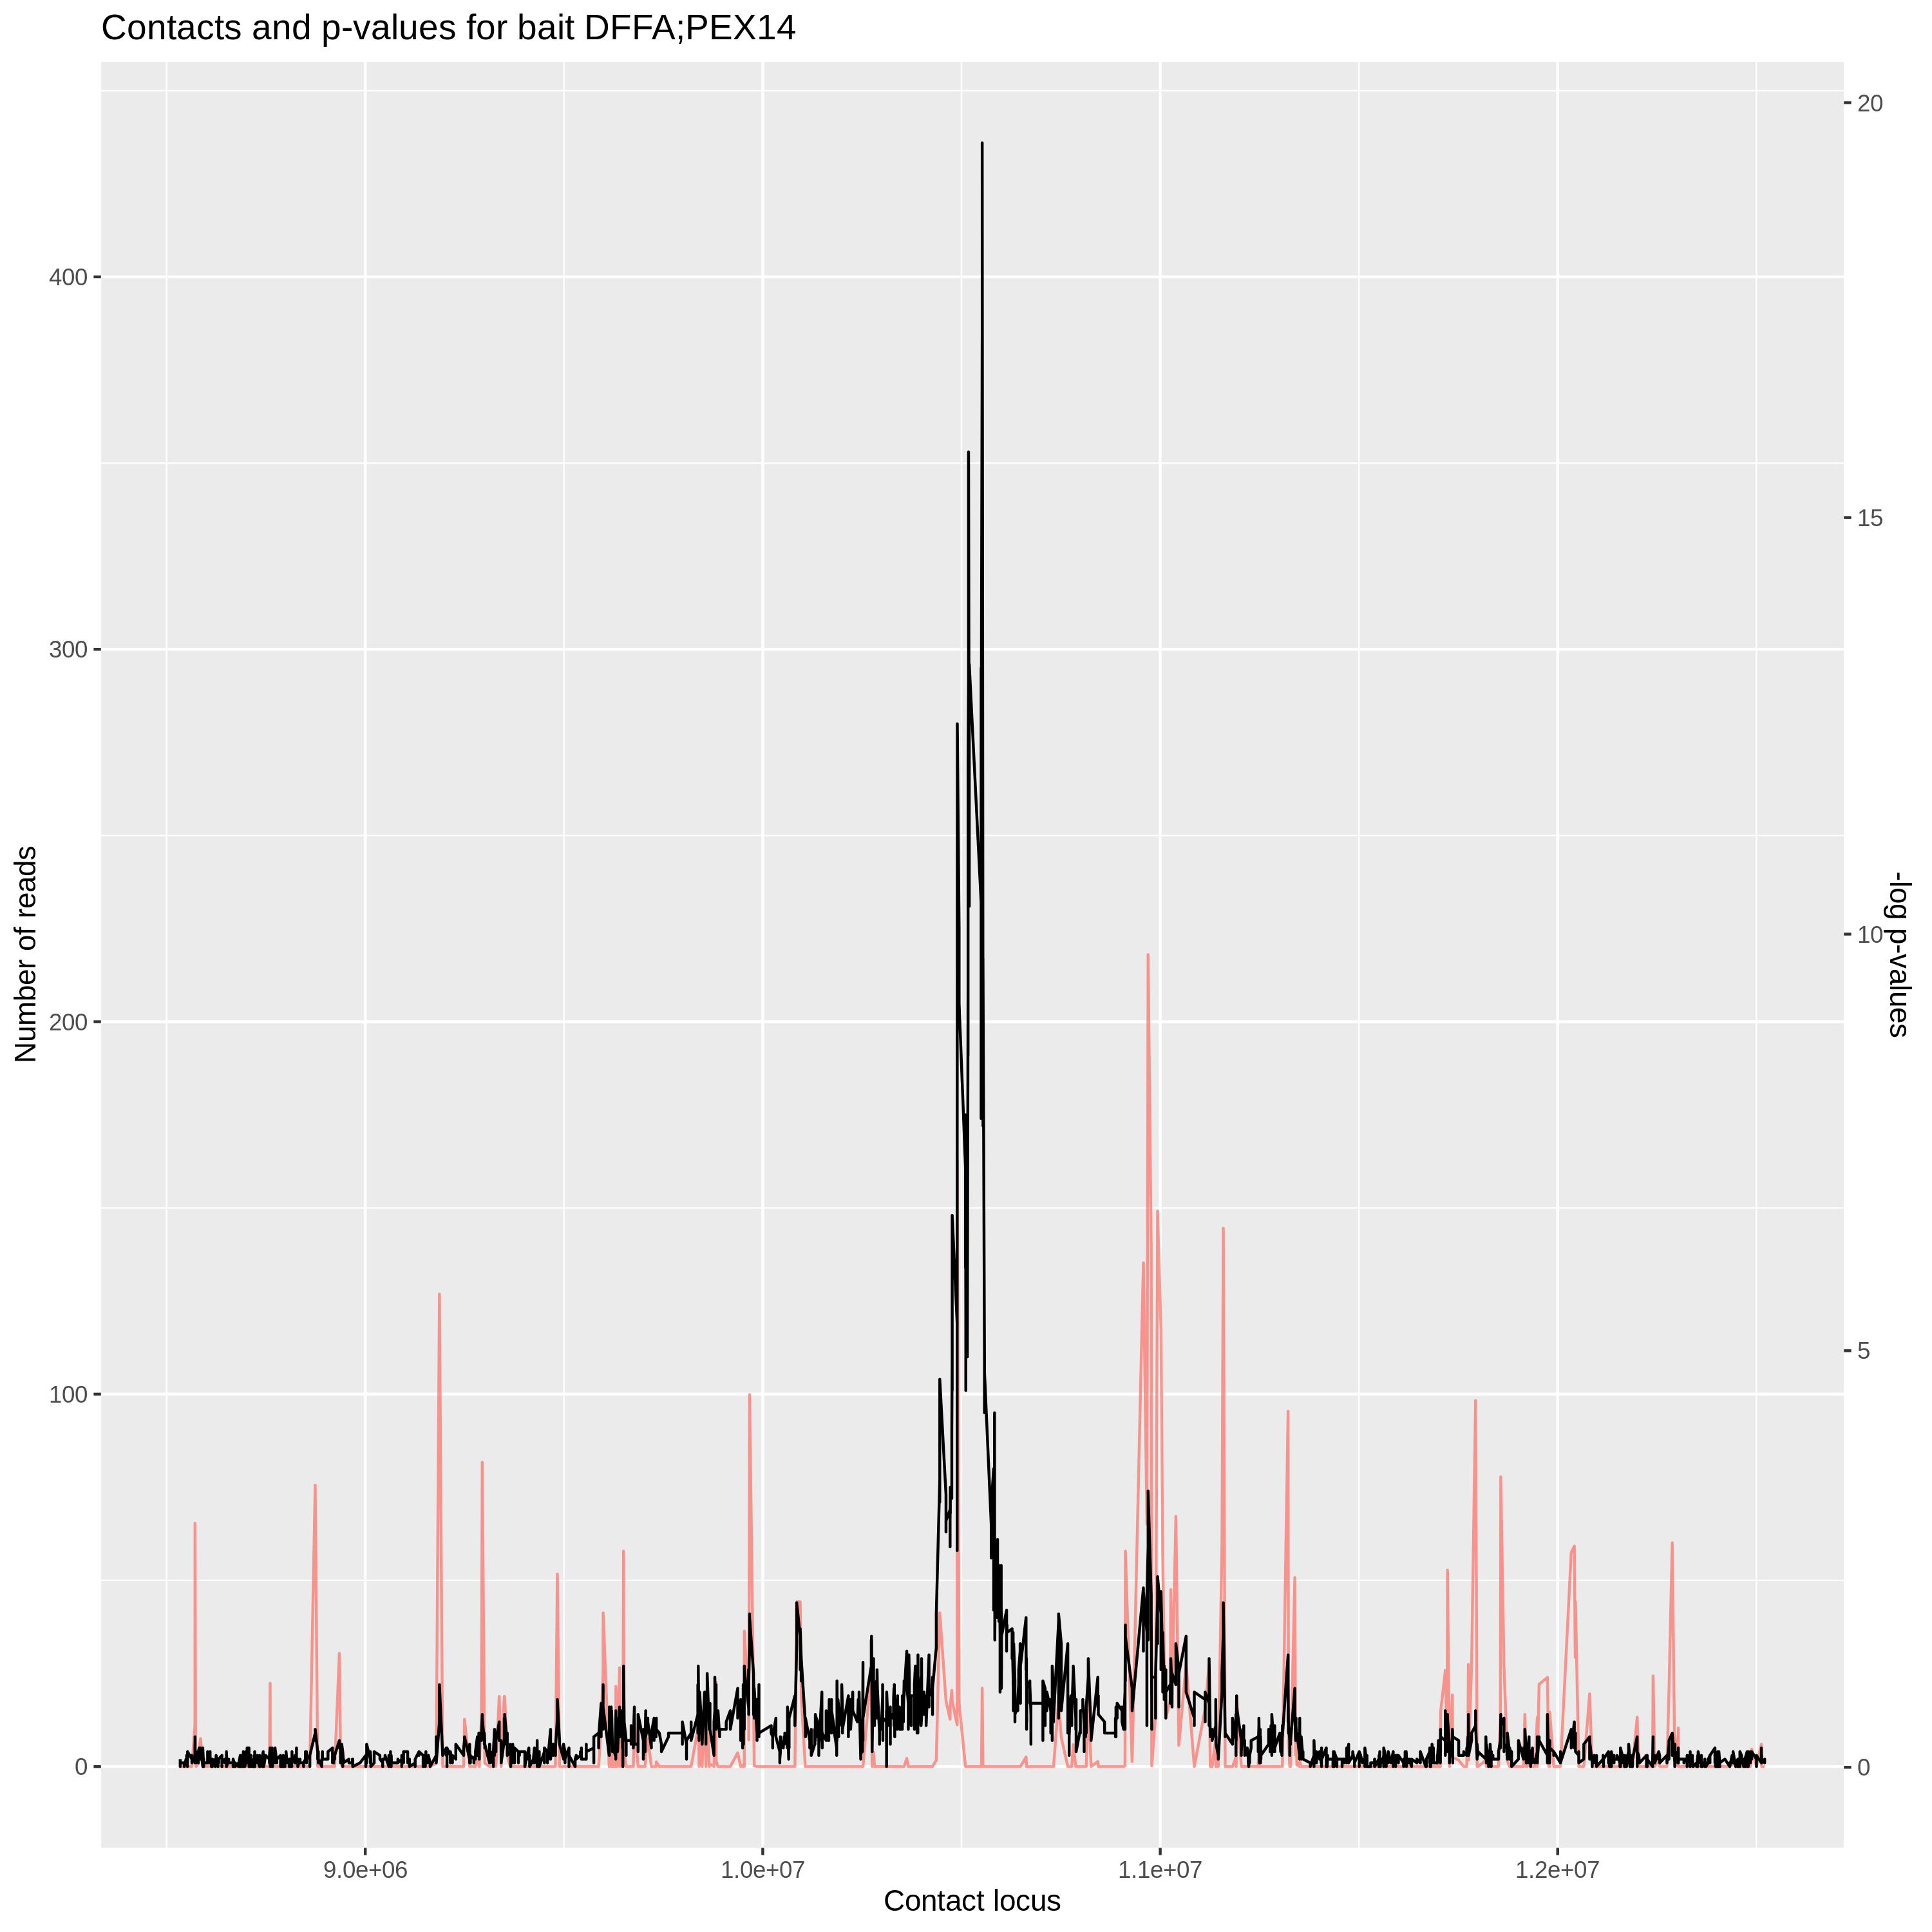 Contacts and p-values for bait DFFA;PEX14
Number of reads
400
300
200
100
0
20
15
10
5
0
-log p-values
9.0e+06
1.0e+07
1.1e+07
1.2e+07
Contact locus